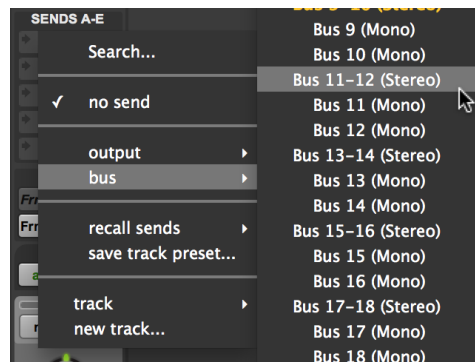 SENDS A-E
Search...
✓ no send
output
bus
recall sends
save track preset...
track
new track...
Bus 9 (Mono)
Bus 10 (Mono)
Bus 11-12 (Stereo)
Bus 11 (Mono)
Bus 12 (Mono)
Bus 13-14 (Stereo)
Bus 13 (Mono)
Bus 14 (Mono)
Bus 15-16 (Stereo)
Bus 15 (Mono)
Bus 16 (Mono)
Bus 17-18 (Stereo)
Bus 17 (Mono)
Bus 18 (Mono)